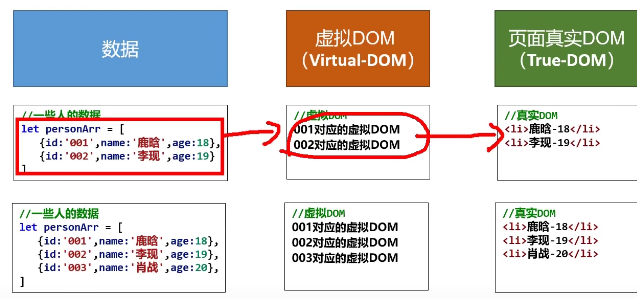 数据
虚拟DOM
（Virtual-DOM）
页面真实DOM
（True-DOM）
//一些人的数据
let personArr = [
{id:'001',name:'鹿晗',age:18},
{id:'002',name:'李现',age:19}
]
//虚拟DOM
001对应的虚拟DOM
002对应的虚拟DOM
//真实DOM
<li>鹿晗-18</li>
<li>李现-19</li>
//一些人的数据
let personArr = [
{id:'001',name:'鹿晗',age:18},
{id:'002',name:'李现',age:19},
{id:'003',name:'肖战',age:20},
]
//虚拟DOM
001对应的虚拟DOM
002对应的虚拟DOM
003对应的虚拟DOM
//真实DOM
<li>鹿晗-18</li>
<li>李现-19</li>
<li>肖战-20</li>